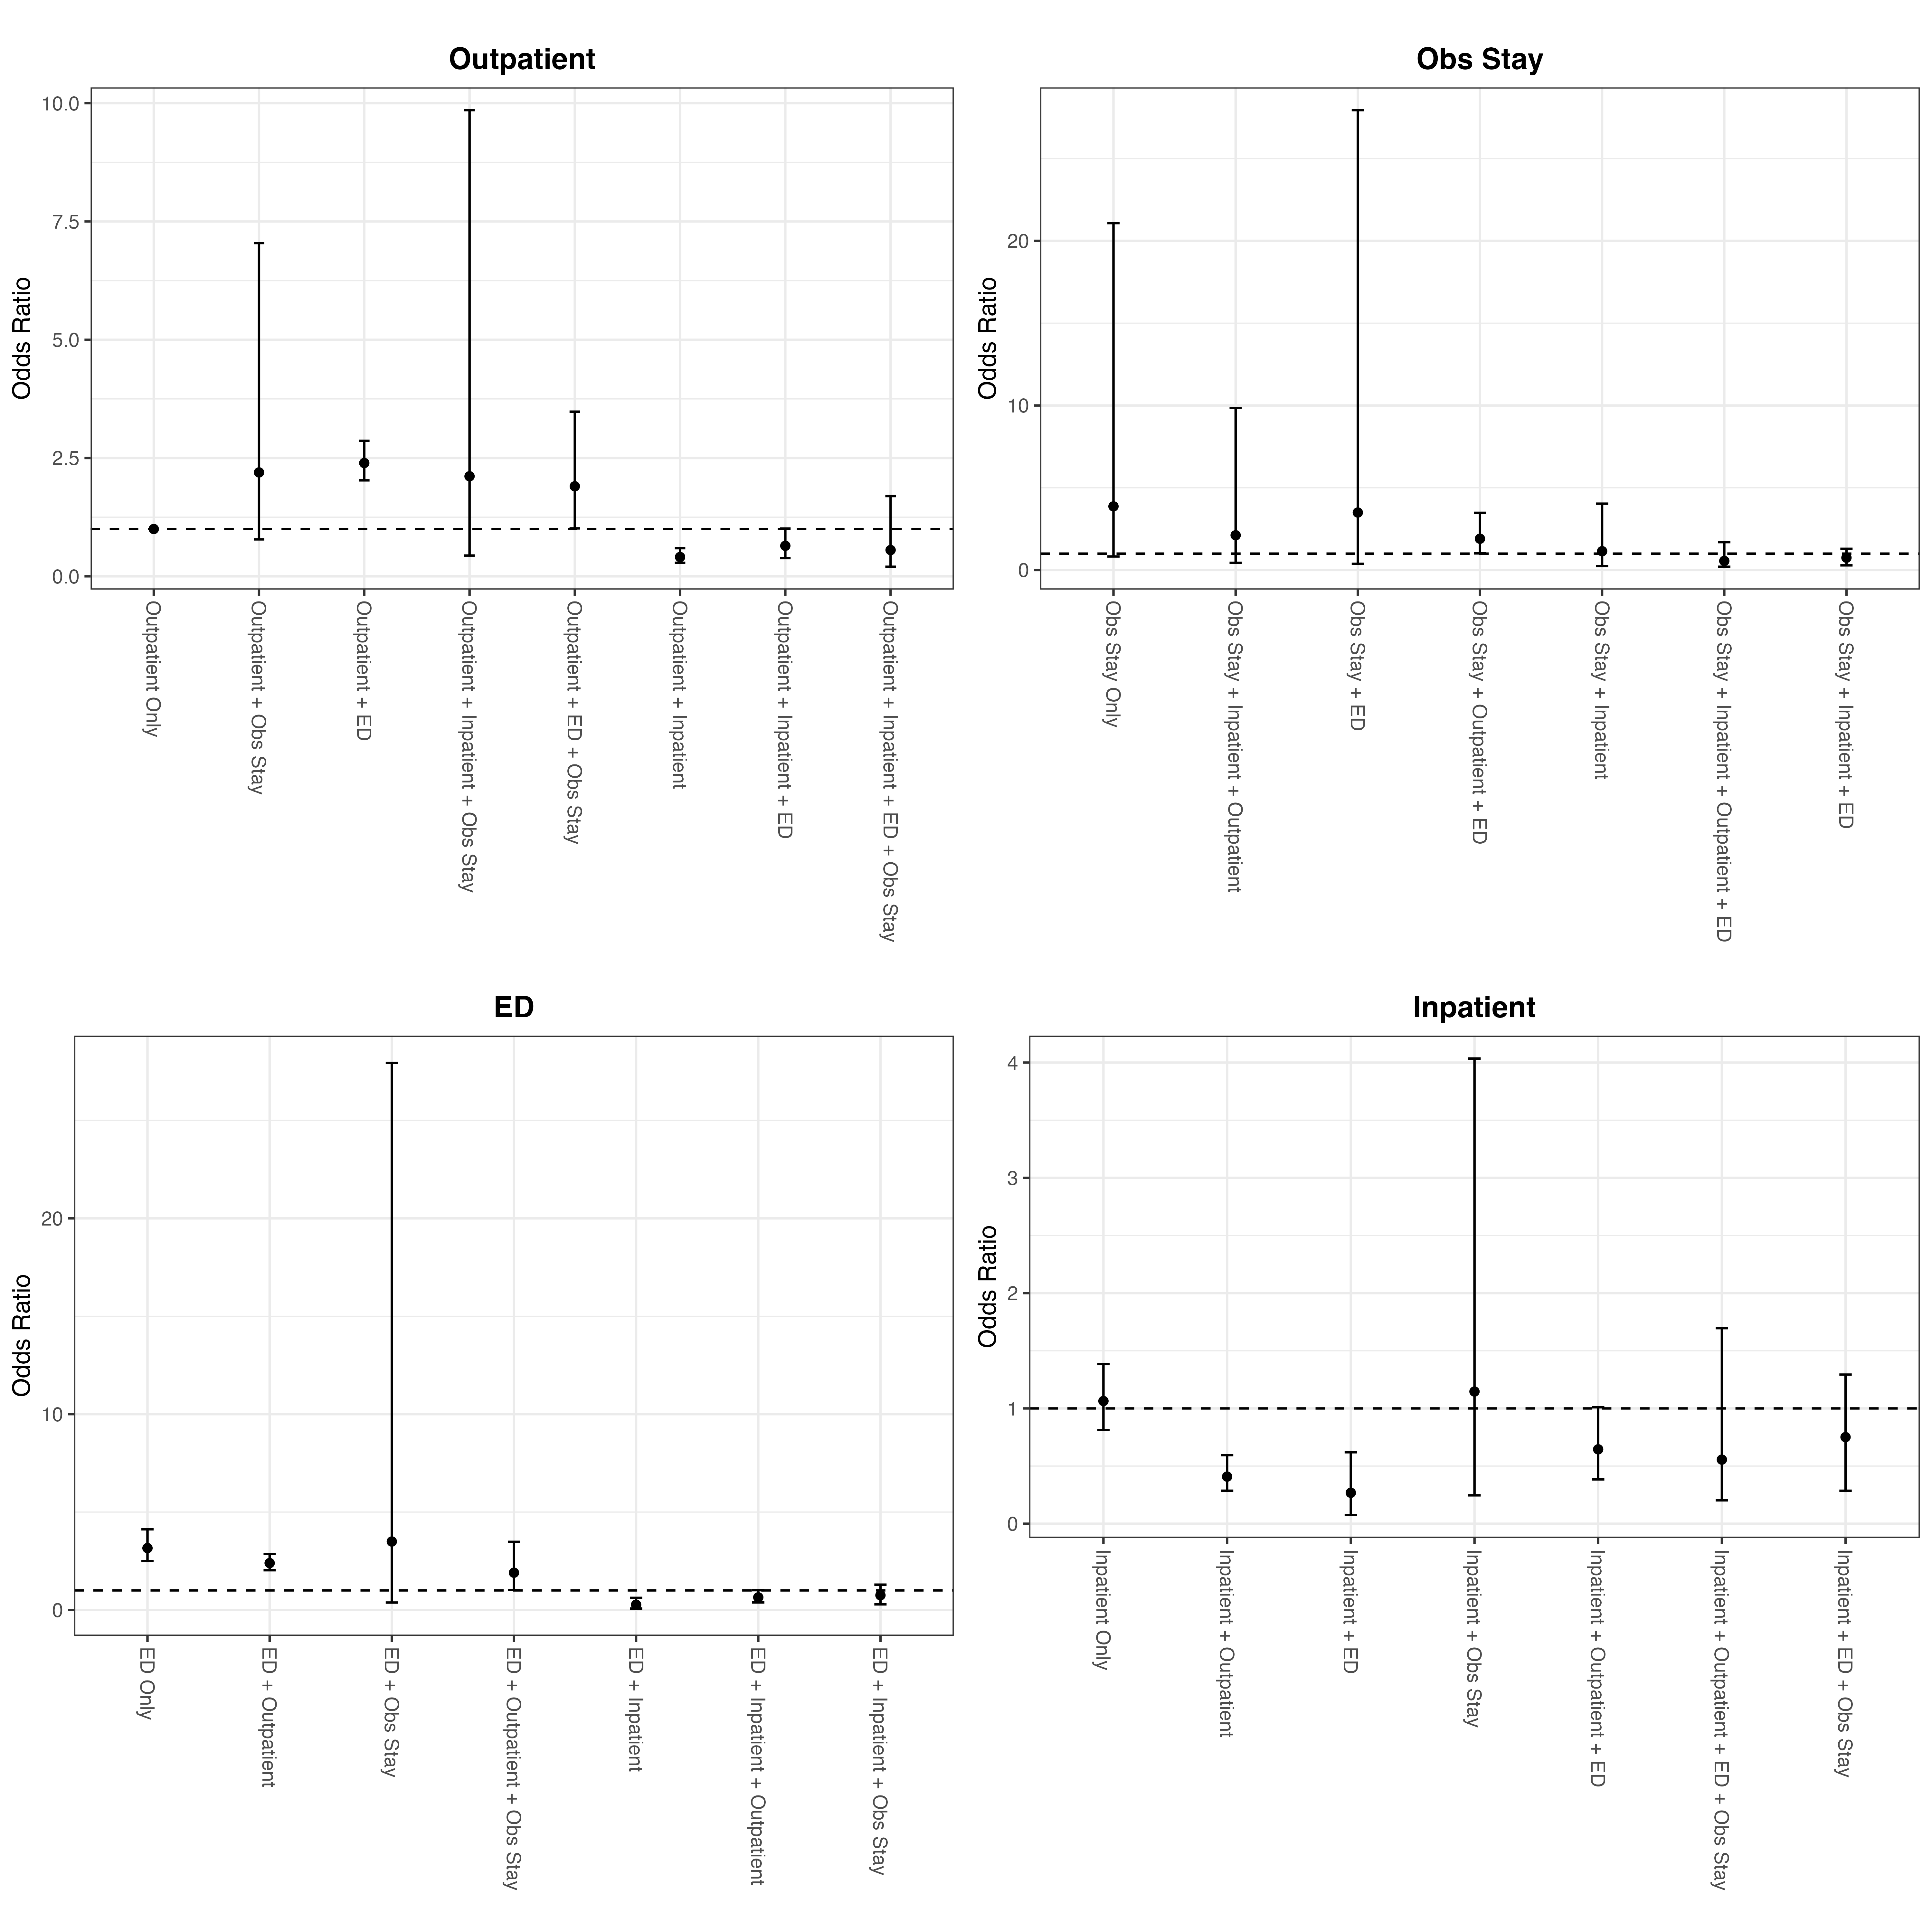 Outpatient
Odds Ratio
10.0
7.5
5.0
2.5
0.0
Outpatient Only
Outpatient + Obs Stay
Outpatient + ED
Outpatient + Inpatient + Obs Stay
Outpatient + ED + Obs Stay
Outpatient + Inpatient
Outpatient + Inpatient + ED
Outpatient + Inpatient + ED + Obs Stay
Obs Stay
Odds Ratio
20
10
0
Obs Stay Only
Obs Stay + Inpatient + Outpatient
Obs Stay + ED
Obs Stay + Outpatient + ED
Obs Stay + Inpatient
Obs Stay + Inpatient + Outpatient + ED
Obs Stay + Inpatient + ED
ED
Odds Ratio
20
10
0
ED Only
ED + Outpatient
ED + Obs Stay
ED + Outpatient + Obs Stay
ED + Inpatient
ED + Inpatient + Outpatient
ED + Inpatient + Obs Stay
Inpatient
Odds Ratio
4
3
2
1
0
Inpatient Only
Inpatient + Outpatient
Inpatient + ED
Inpatient + Obs Stay
Inpatient + Outpatient + ED
Inpatient + Outpatient + ED + Obs Stay
Inpatient + ED + Obs Stay